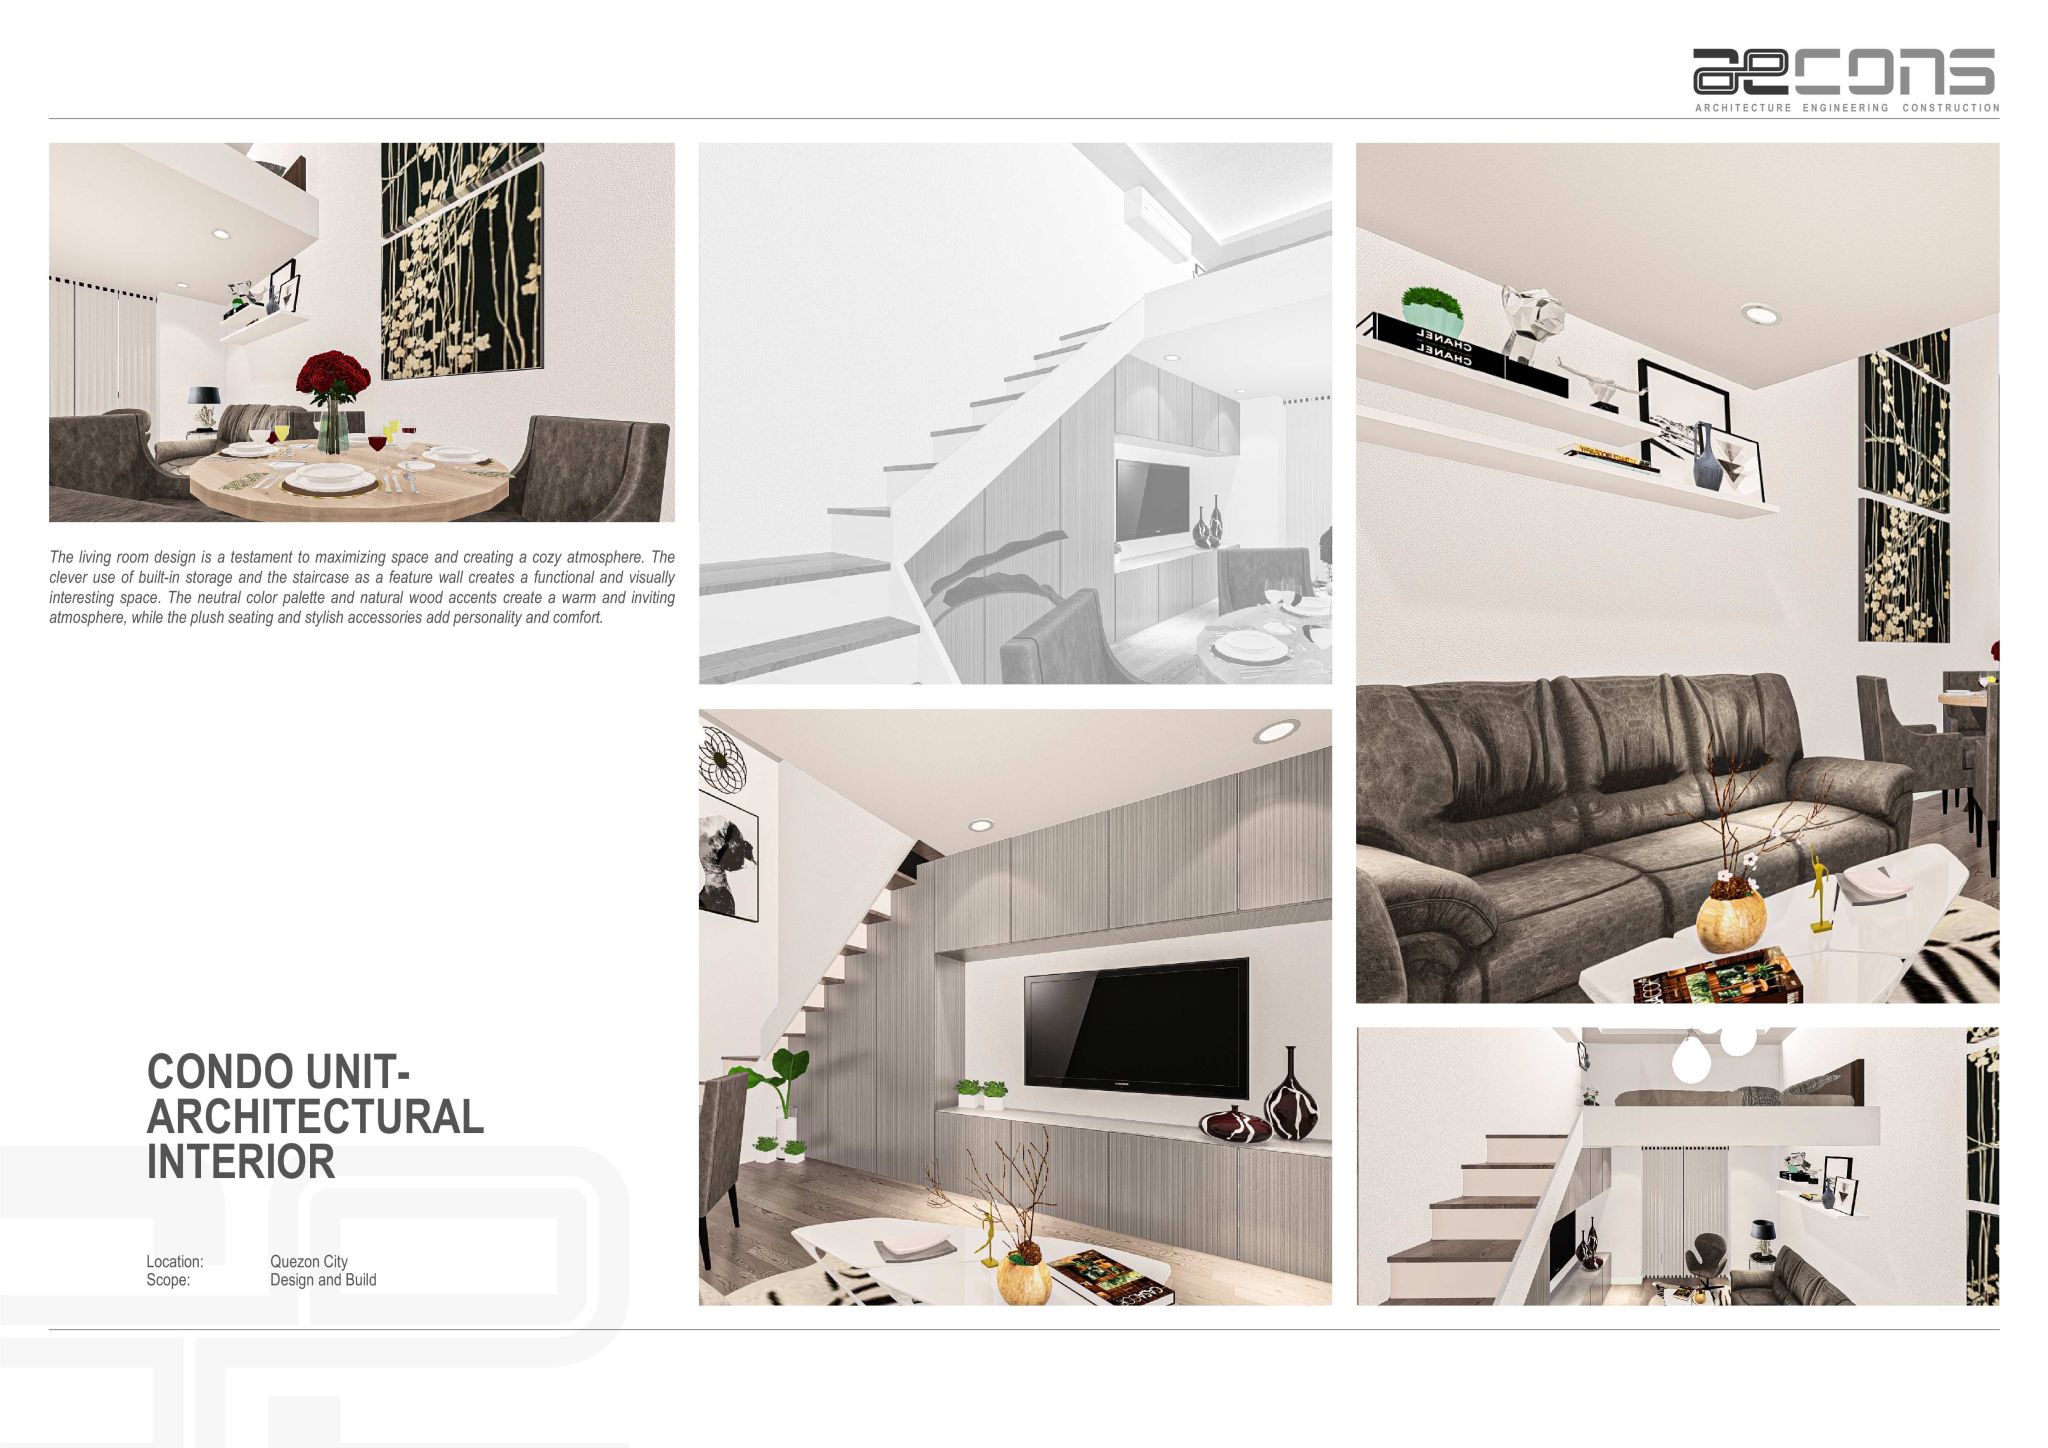 aecons
ARCHITECTURE ENGINEERING CONSTRUCTION
The living room design is a testament to maximizing space and creating a cozy atmosphere. The
clever use of built-in storage and the staircase as a feature wall creates a functional and visually
interesting space. The neutral color palette and natural wood accents create a warm and inviting
atmosphere, while the plush seating and stylish accessories add personality and comfort.
CHANEL
CHANEL
CONDO UNIT-
ARCHITECTURAL
INTERIOR
Location: Quezon City
Scope: Design and Build